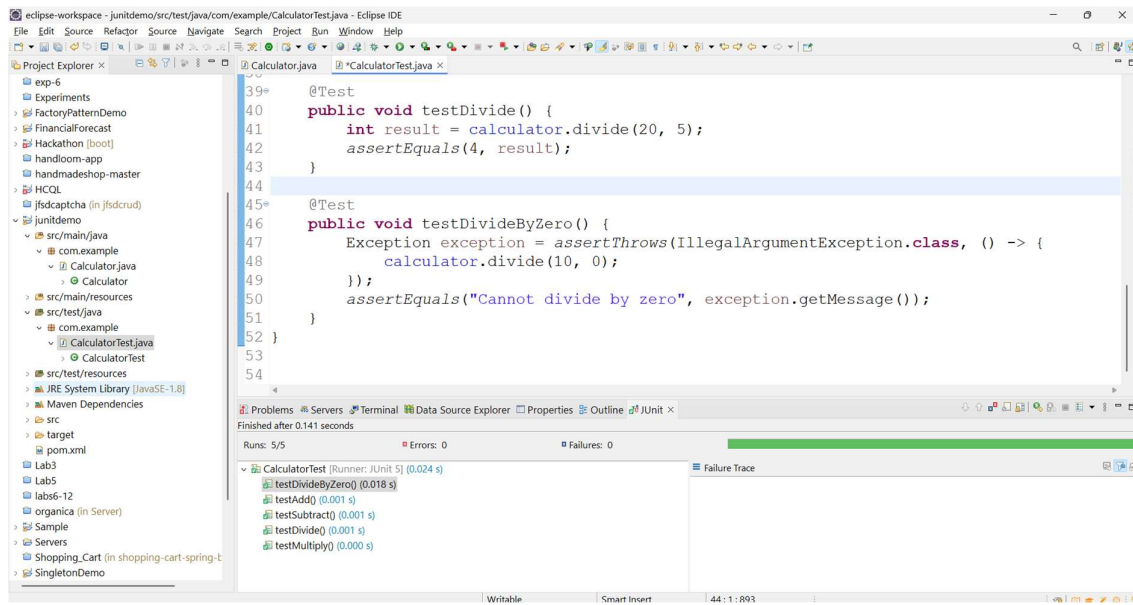 eclipse-workspace - junitdemo/src/test/java/com/example/CalculatorTest.java - Eclipse IDE
File Edit Source Refactor Source Navigate Search Project Run Window Help
Project Explorer ×
exp-6
Experiments
FactoryPatternDemo
FinancialForecast
Hackathon [boot]
handloom-app
handmadeshop-master
HCQL
jfsdcaptcha (in jfsdcrud)
junitdemo
src/main/java
com.example
Calculator.java
Calculator
src/main/resources
src/test/java
com.example
CalculatorTest.java
CalculatorTest
src/test/resources
JRE System Library [JavaSE-1.8]
Maven Dependencies
src
target
pom.xml
Lab3
Lab5
labs6-12
organica (in Server)
Sample
Servers
Shopping_Cart (in shopping-cart-spring-b
SingletonDemo
Calculator.java *CalculatorTest.java ×
39 @Test
40 public void testDivide() {
41 int result = calculator.divide(20, 5);
42 assertEquals(4, result);
43 }
44
45 @Test
46 public void testDivideByZero() {
47 Exception exception = assertThrows(IllegalArgumentException.class, () -> {
48 calculator.divide(10, 0);
49 });
50 assertEquals("Cannot divide by zero", exception.getMessage());
51 }
52 }
53
54
Problems Servers Terminal Data Source Explorer Properties Outline JUnit ×
Finished after 0.141 seconds
Runs: 5/5 Errors: 0 Failures: 0
CalculatorTest [Runner: JUnit 5] (0.024 s)
testDivideByZero() (0.018 s)
testAdd() (0.001 s)
testSubtract() (0.001 s)
testDivide() (0.001 s)
testMultiply() (0.000 s)
Failure Trace
Writable Smart Insert 44 : 1 : 893